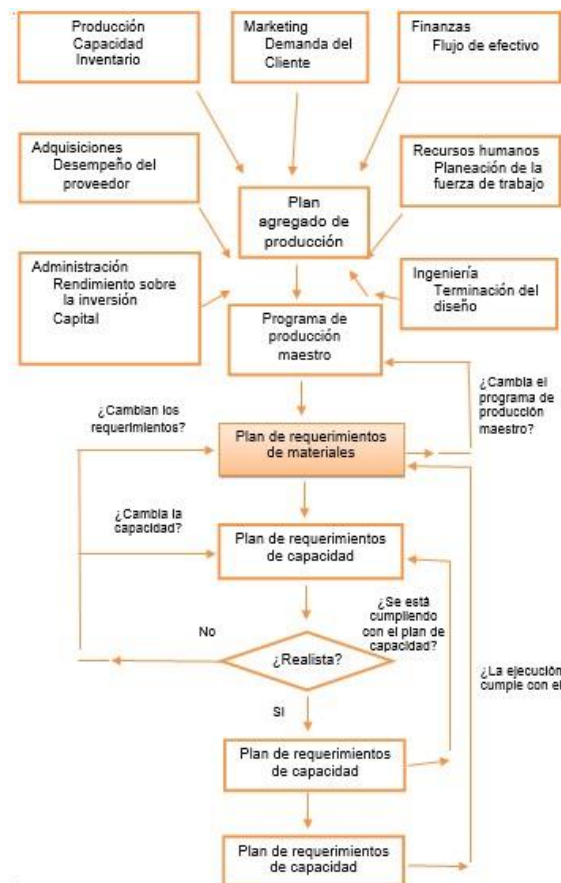 Producción
Capacidad
Inventario
Marketing
Demanda del
Cliente
Finanzas
Flujo de efectivo
Adquisiciones
Desempeño del
proveedor
Recursos humanos
Planeación de la
fuerza de trabajo
Plan
agregado de
producción
Administración
Rendimiento sobre
la inversión
Capital
Ingeniería
Terminación del
diseño
Programa de
producción
maestro
¿Cambia el
programa de
producción
maestro?
¿Cambian los
requerimientos?
Plan de requerimientos
de materiales
¿Cambia la
capacidad?
Plan de requerimientos
de capacidad
¿Se está
cumpliendo
con el plan de
capacidad?
No
¿Realista?
¿La ejecución
cumple con el
Si
Plan de requerimientos
de capacidad
Plan de requerimientos
de capacidad